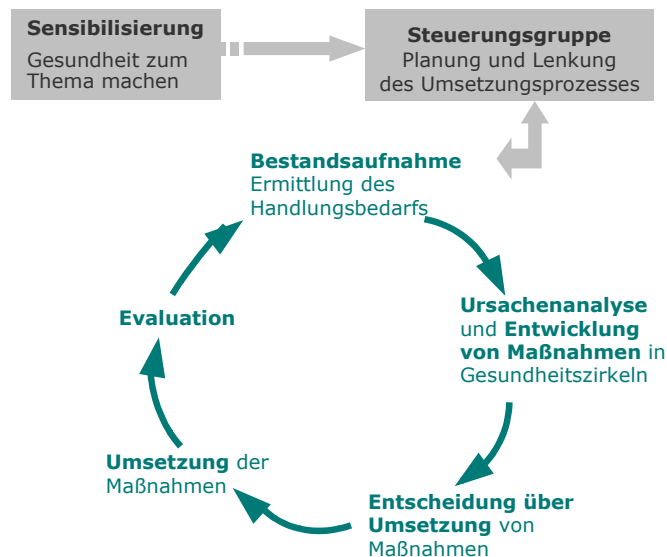 Sensibilisierung
Gesundheit zum
Thema machen
Steuerungsgruppe
Planung und Lenkung
des Umsetzungsprozesses
Bestandsaufnahme
Ermittlung des
Handlungsbedarfs
Ursachenanalyse
und Entwicklung
von Maßnahmen in
Gesundheitszirkeln
Entscheidung über
Umsetzung von
Maßnahmen
Umsetzung der
Maßnahmen
Evaluation